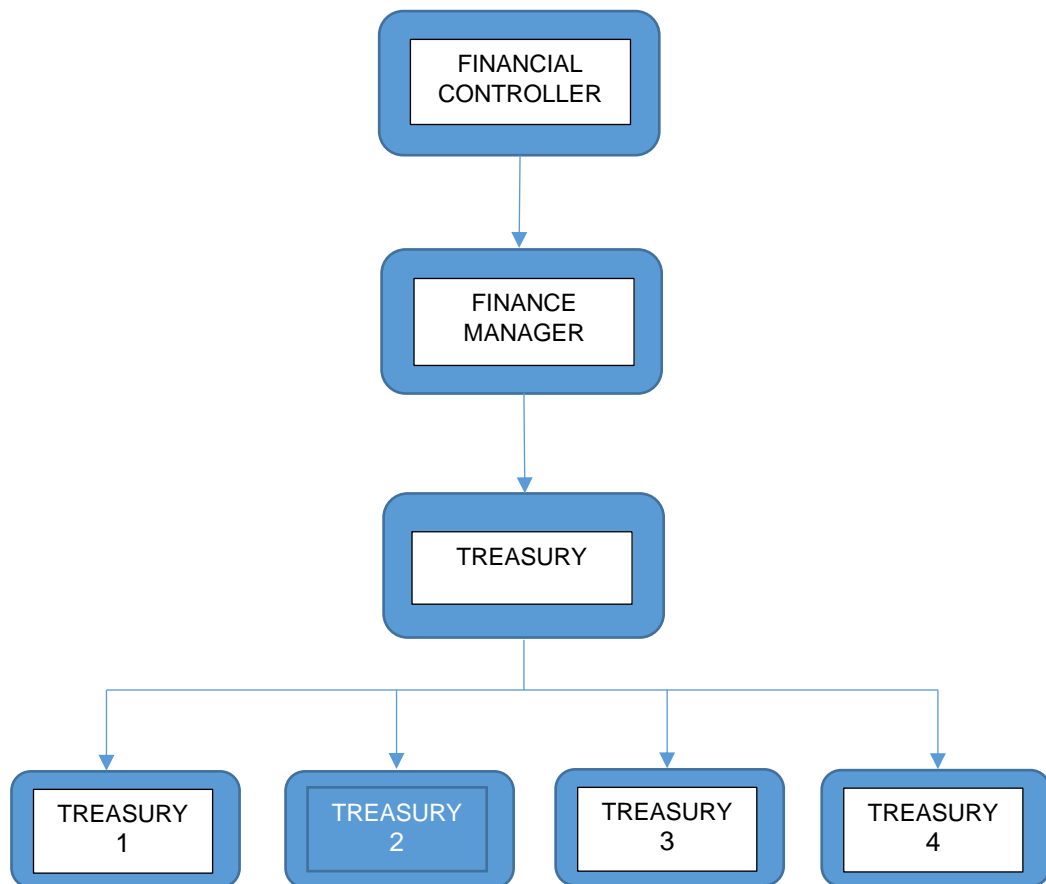 FINANCIAL
CONTROLLER
FINANCE
MANAGER
TREASURY
TREASURY
1
TREASURY
2
TREASURY
3
TREASURY
4